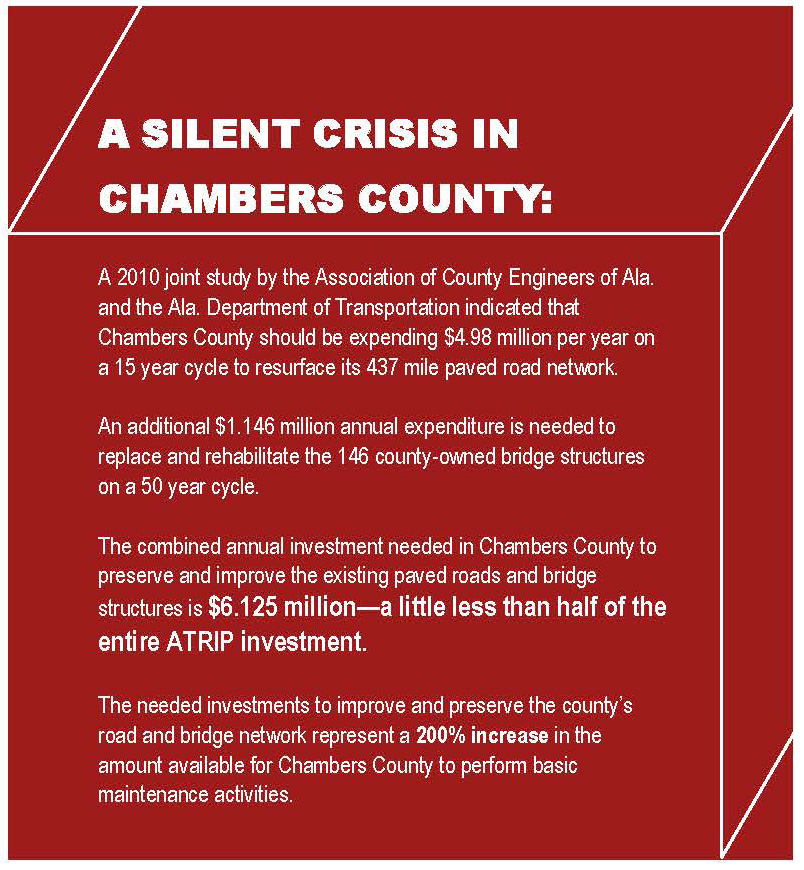 A SILENT CRISIS IN
CHAMBERS COUNTY:
A 2010 joint study by the Association of County Engineers of Ala.
and the Ala. Department of Transportation indicated that
Chambers County should be expending $4.98 million per year on
a 15 year cycle to resurface its 437 mile paved road network.
An additional $1.146 million annual expenditure is needed to
replace and rehabilitate the 146 county-owned bridge structures
on a 50 year cycle.
The combined annual investment needed in Chambers County to
preserve and improve the existing paved roads and bridge
structures is $6.125 million—a little less than half of the
entire ATRIP investment.
The needed investments to improve and preserve the county’s
road and bridge network represent a 200% increase in the
amount available for Chambers County to perform basic
maintenance activities.